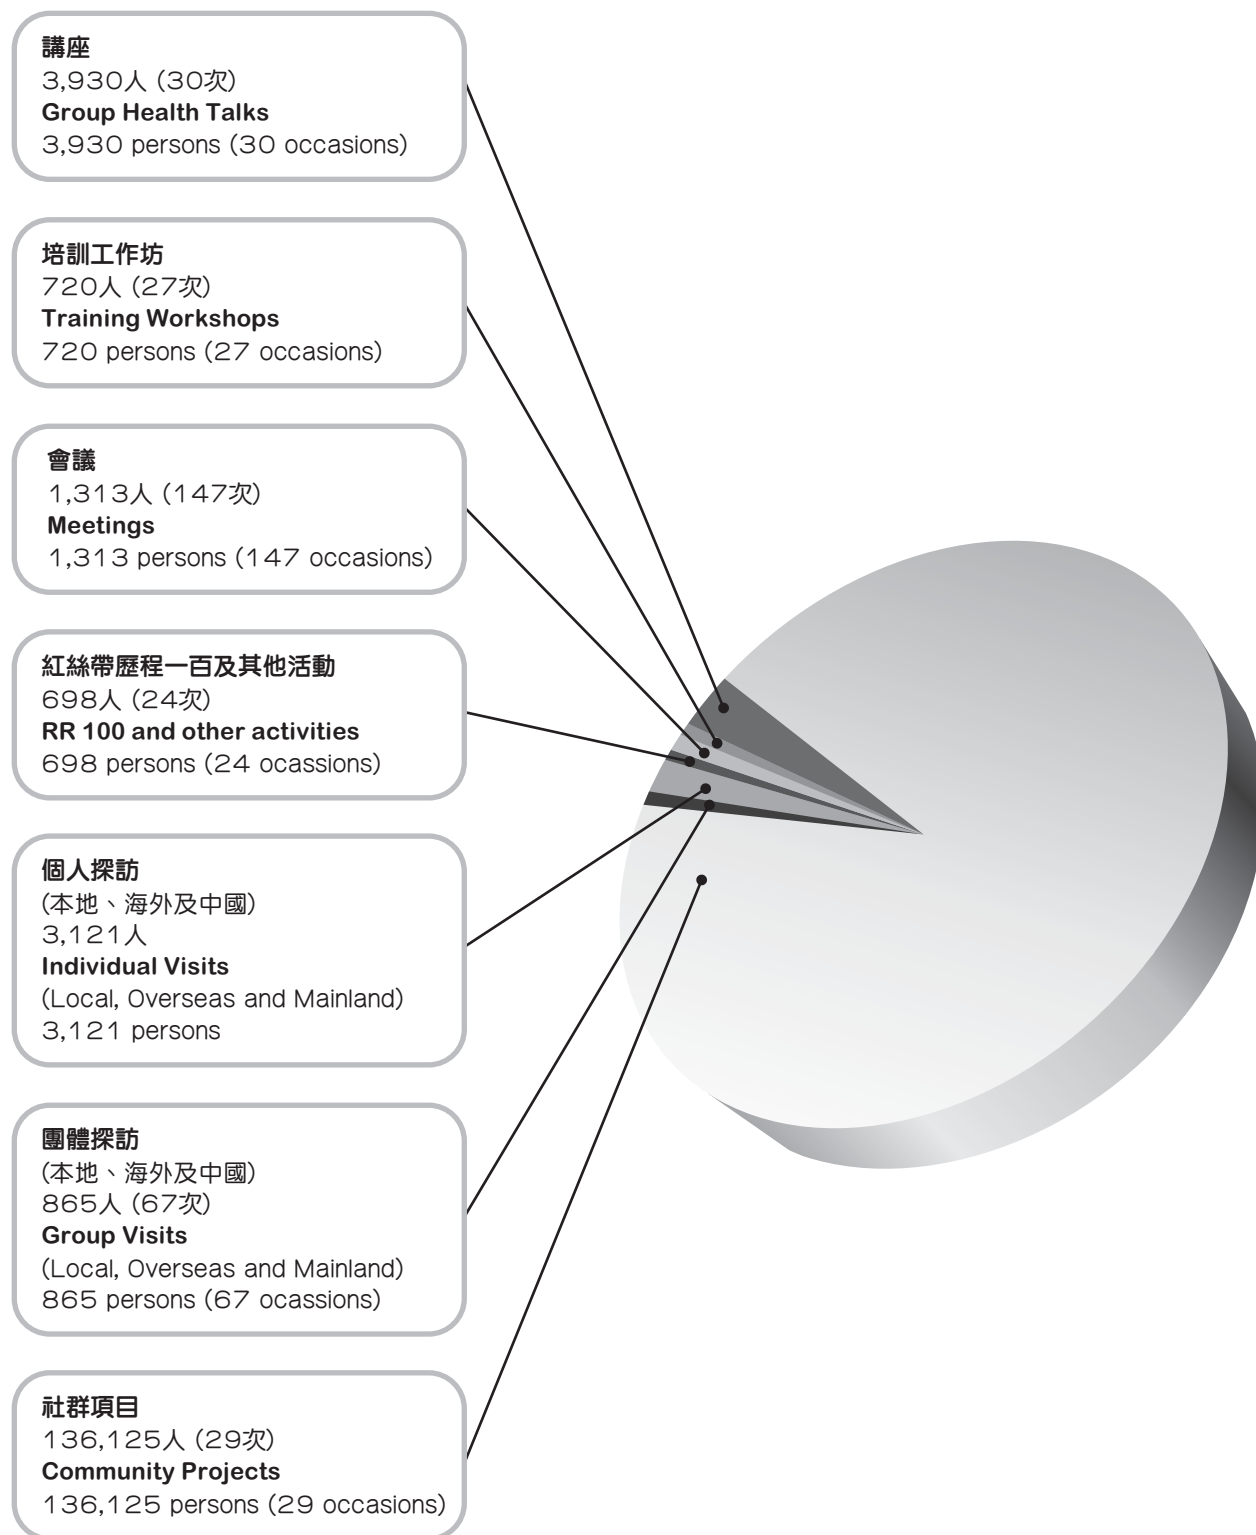 講座
3,930人 (30次)
Group Health Talks
3,930 persons (30 occasions)
培訓工作坊
720人 (27次)
Training Workshops
720 persons (27 occasions)
會議
1,313人 (147次)
Meetings
1,313 persons (147 occasions)
紅絲帶歷程一百及其他活動
698人 (24次)
RR 100 and other activities
698 persons (24 ocassions)
個人探訪
(本地、海外及中國)
3,121人
Individual Visits
(Local, Overseas and Mainland)
3,121 persons
團體探訪
(本地、海外及中國)
865人 (67次)
Group Visits
(Local, Overseas and Mainland)
865 persons (67 ocassions)
社群項目
136,125人 (29次)
Community Projects
136,125 persons (29 occasions)